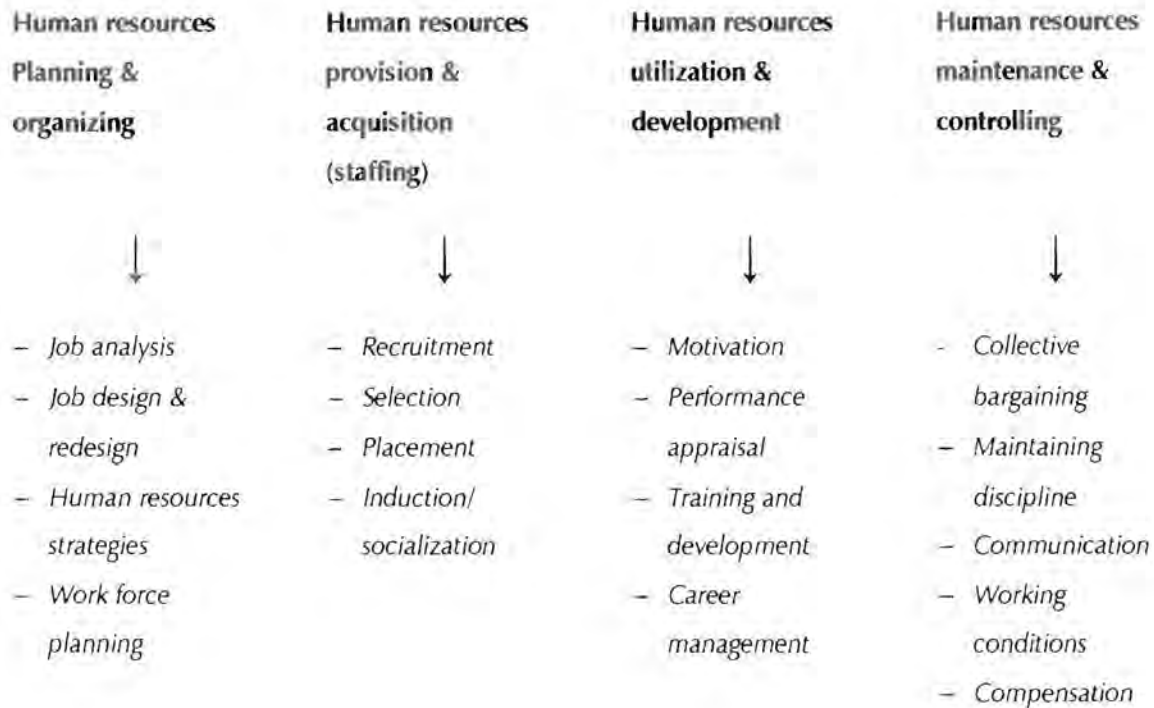 Human resources
Planning &
organizing
– Job analysis
– Job design &
redesign
– Human resources
strategies
– Work force
planning
Human resources
provision &
acquisition
(staffing)
– Recruitment
– Selection
– Placement
– Induction/
socialization
Human resources
utilization &
development
– Motivation
– Performance
appraisal
– Training and
development
– Career
management
Human resources
maintenance &
controlling
- Collective
bargaining
– Maintaining
discipline
– Communication
– Working
conditions
– Compensation